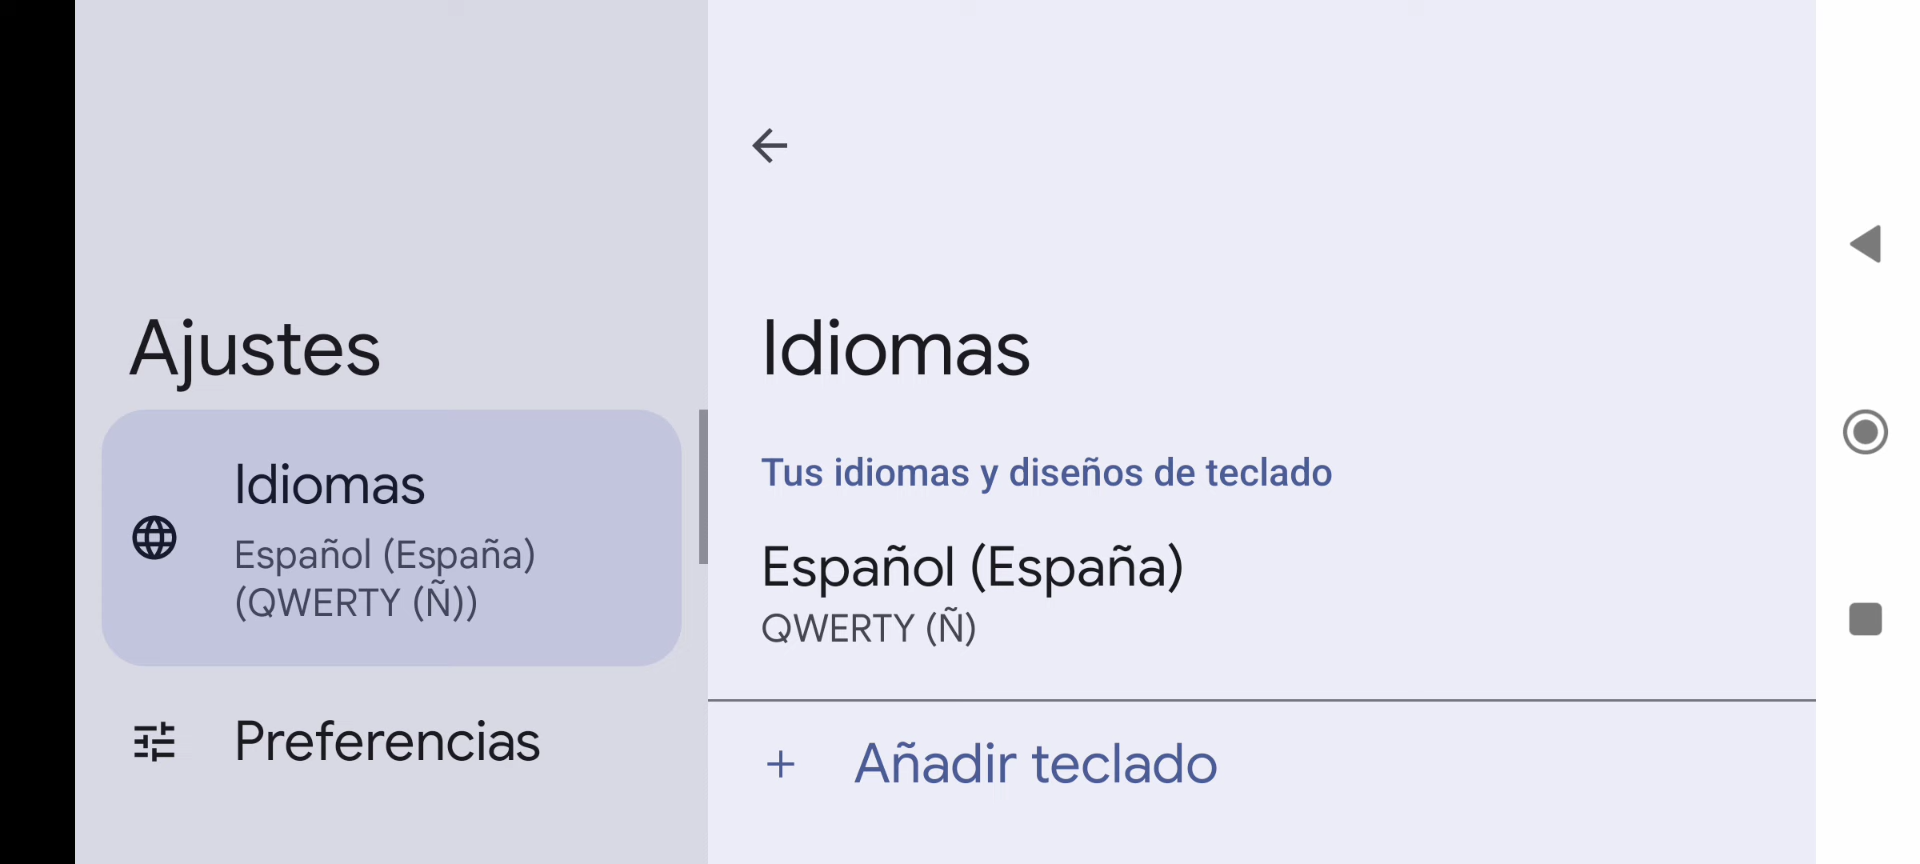 Ajustes
Idiomas
Español (España)
(QWERTY (Ñ))
Preferencias
Idiomas
Tus idiomas y diseños de teclado
Español (España)
QWERTY (Ñ)
+ Añadir teclado